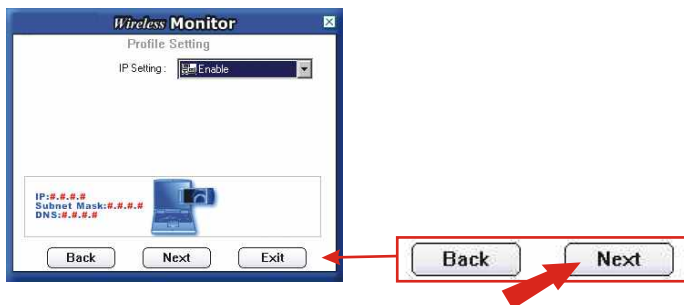 Wireless Monitor
Profile Setting
IP Setting: Enable
IP:#.#.#.#
Subnet Mask:#.#.#.#
DNS:#.#.#.#
Back Next Exit
Back Next